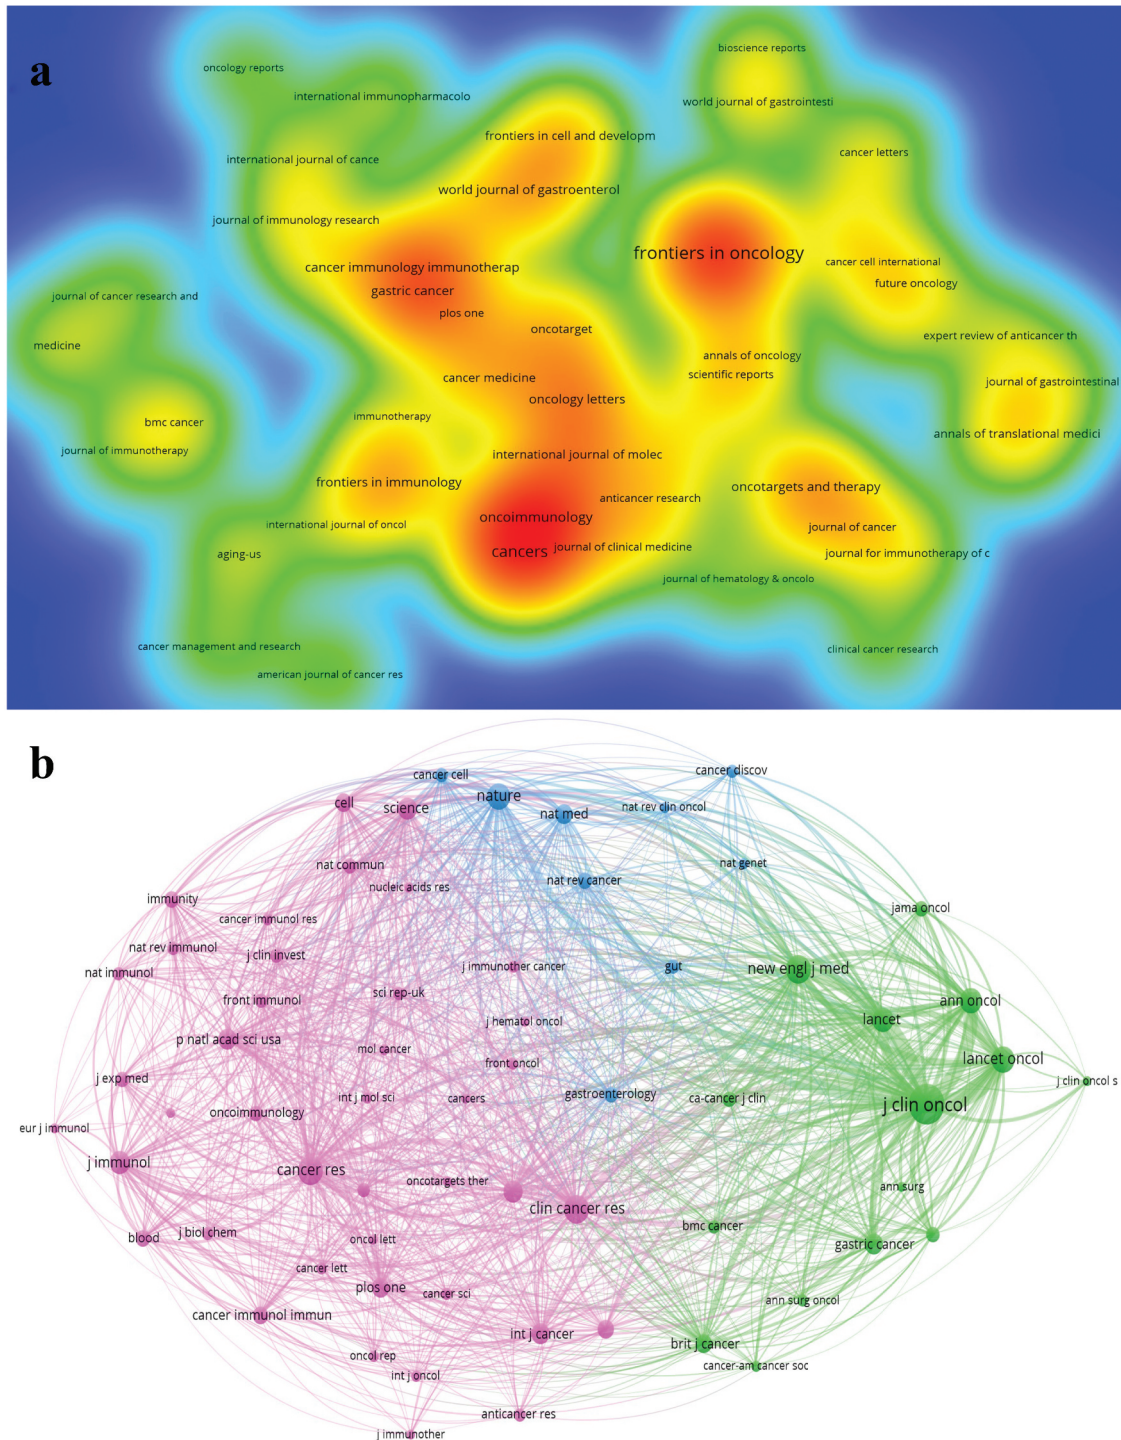 a
bioscience reports
oncology reports
international immunopharmacolo
world journal of gastrointesti
frontiers in cell and developm
cancer letters
international journal of cance
world journal of gastroenterol
journal of immunology research
frontiers in oncology
cancer cell international
cancer immunology immunotherap
future oncology
gastric cancer
journal of cancer research and
plos one
oncotarget
expert review of anticancer th
medicine
annals of oncology
scientific reports
cancer medicine
journal of gastrointestinal
oncology letters
immunotherapy
bmc cancer
annals of translational medici
journal of immunotherapy
international journal of molec
frontiers in immunology
oncotargets and therapy
anticancer research
oncoimmunology
international journal of oncol
journal of cancer
cancers
journal of clinical medicine
aging-us
journal for immunotherapy of c
journal of hematology & oncolo
cancer management and research
clinical cancer research
american journal of cancer res
b
cancer cell
cancer discov
nature
cell
science
nat med
nat rev clin oncol
nat commun
nat genet
nucleic acids res
nat rev cancer
immunity
jama oncol
cancer immunol res
nat rev immunol
j clin invest
nat immunol
j immunother cancer
gut
new engl j med
sci rep-uk
front immunol
ann oncol
j hematol oncol
lancet
p natl acad sci usa
mol cancer
front oncol
lancet oncol
j exp med
j clin oncol s
int j mol sci
cancers
gastroenterology
ca-cancer j clin
j clin oncol
oncoimmunology
eur j immunol
j immunol
cancer res
oncotargets ther
ann surg
clin cancer res
bmc cancer
blood
j biol chem
oncol lett
gastric cancer
cancer lett
plos one
cancer sci
ann surg oncol
cancer immunol immun
int j cancer
brit j cancer
oncol rep
cancer-am cancer soc
int j oncol
anticancer res
j immunother